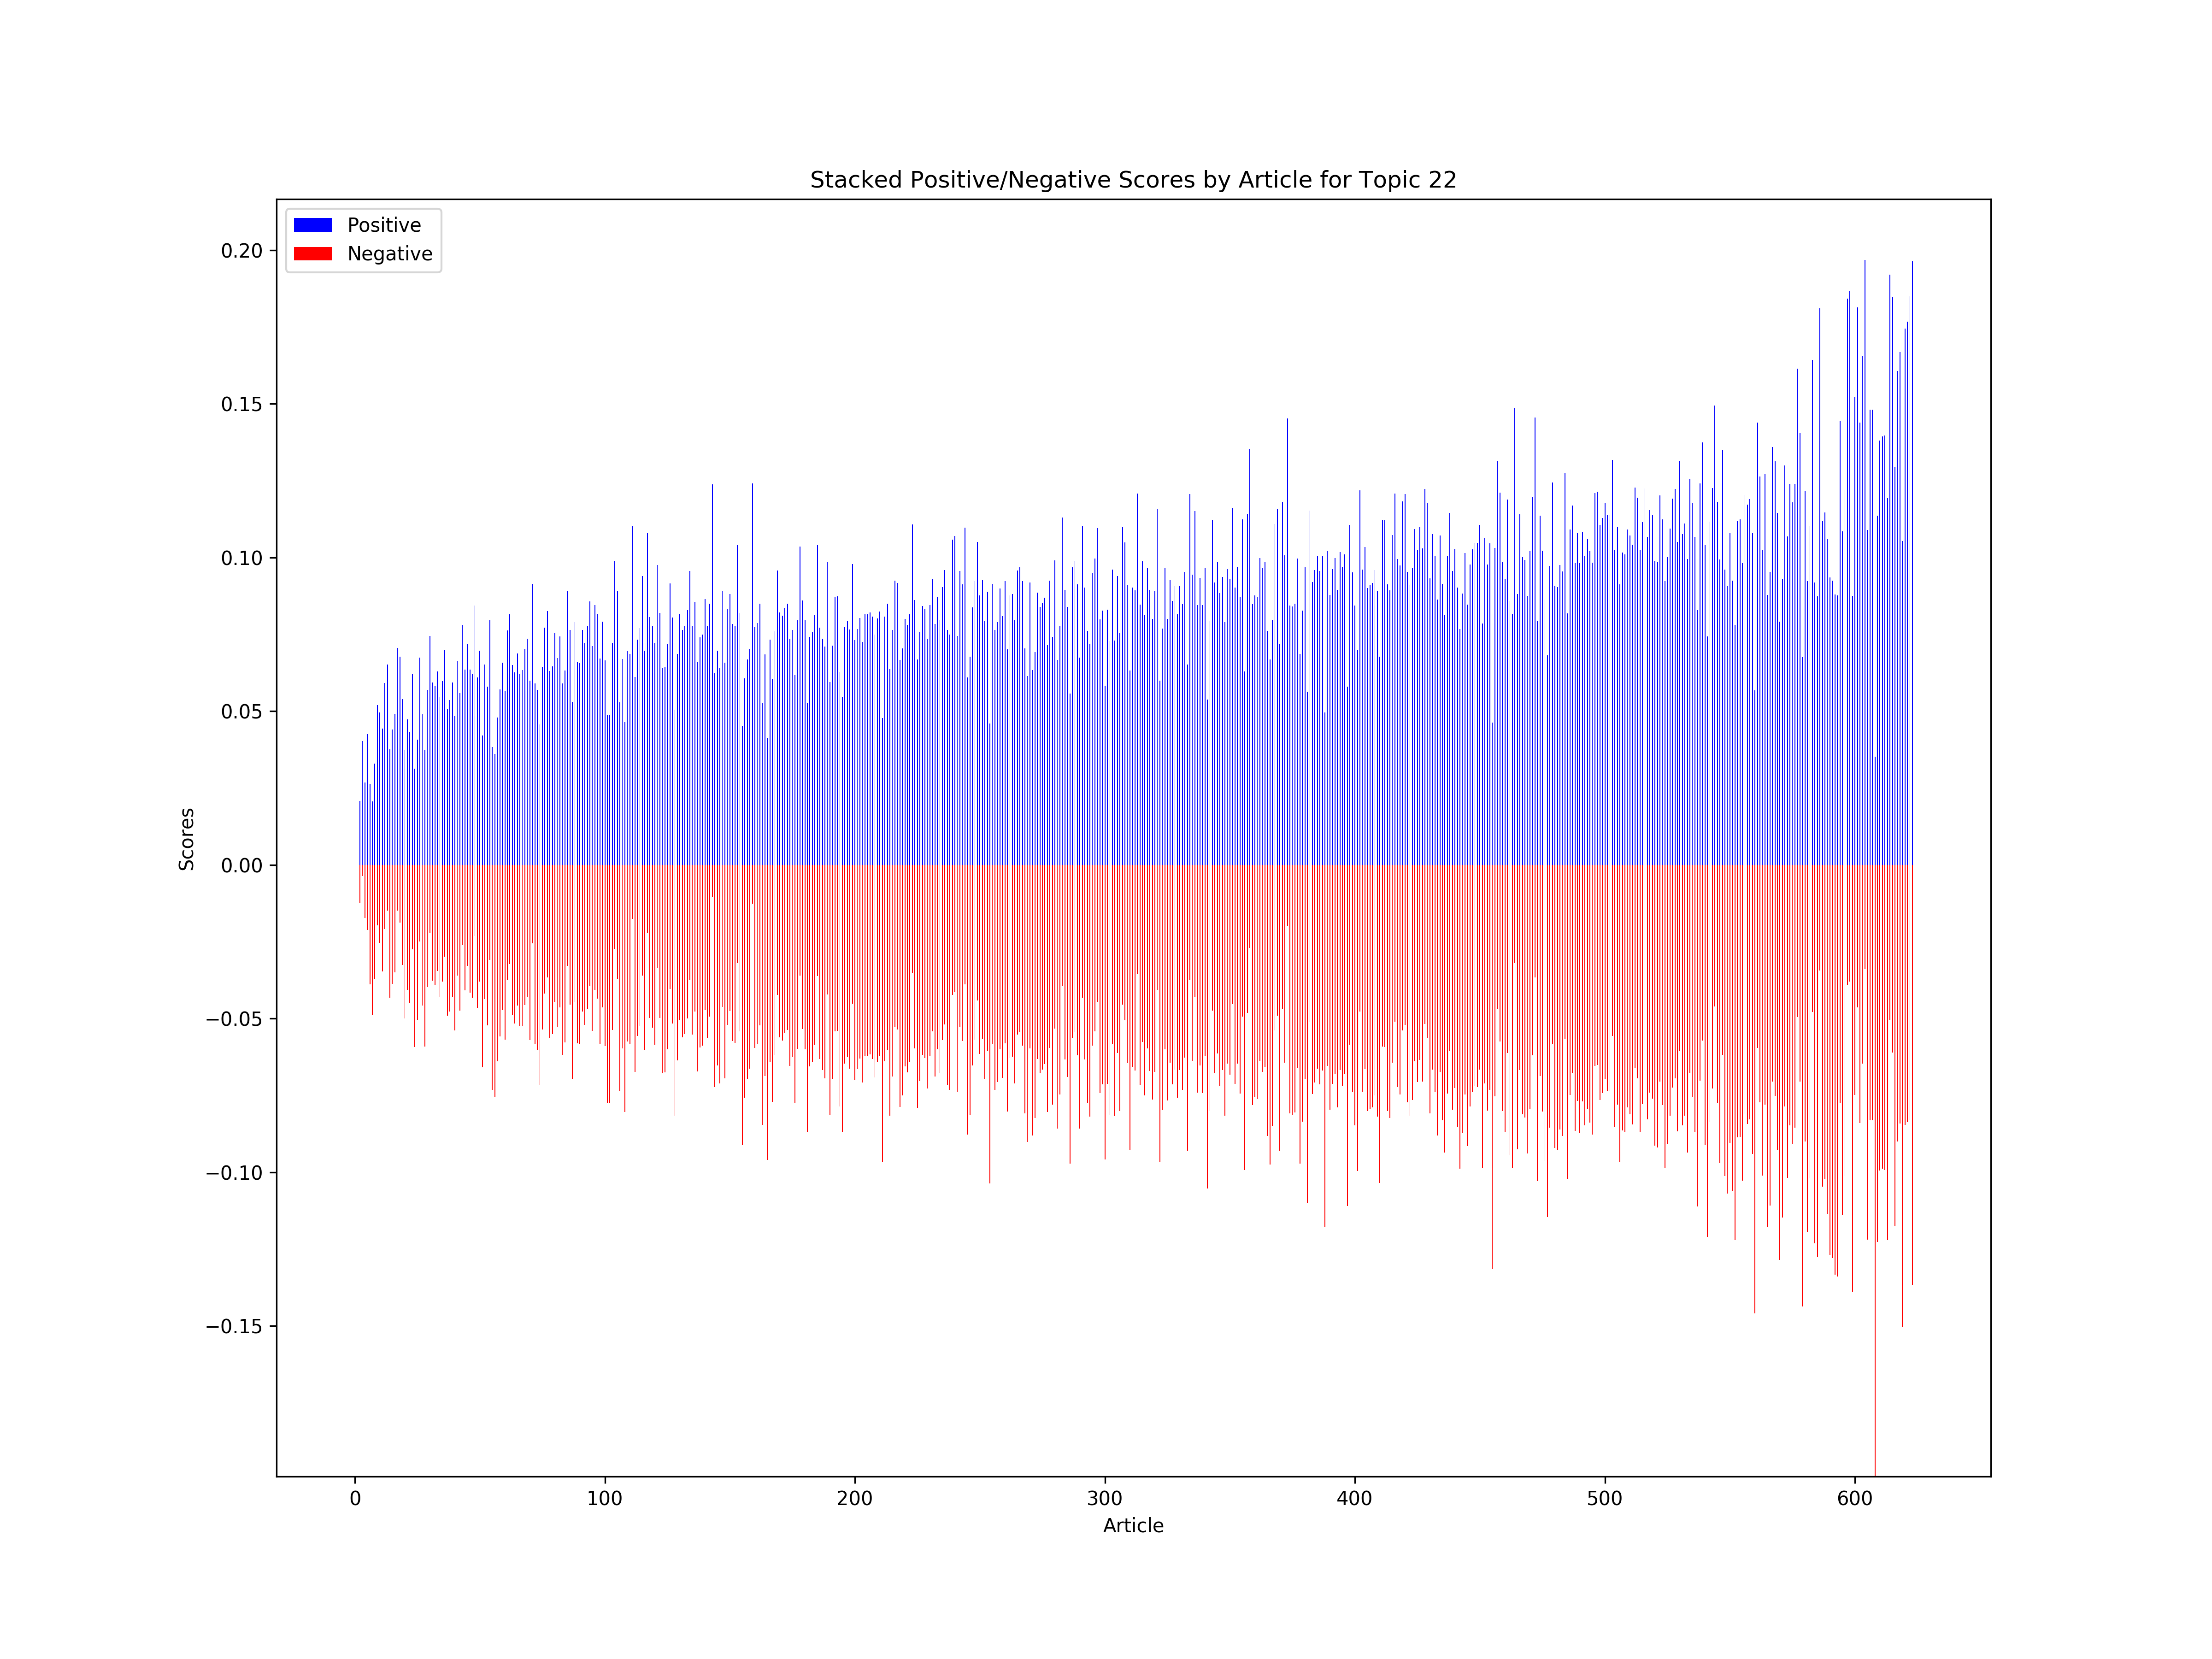 Stacked Positive/Negative Scores by Article for Topic 22
Positive
Negative
0.20
0.15
0.10
0.05
0.00
−0.05
−0.10
−0.15
Scores
0 100 200 300 400 500 600
Article